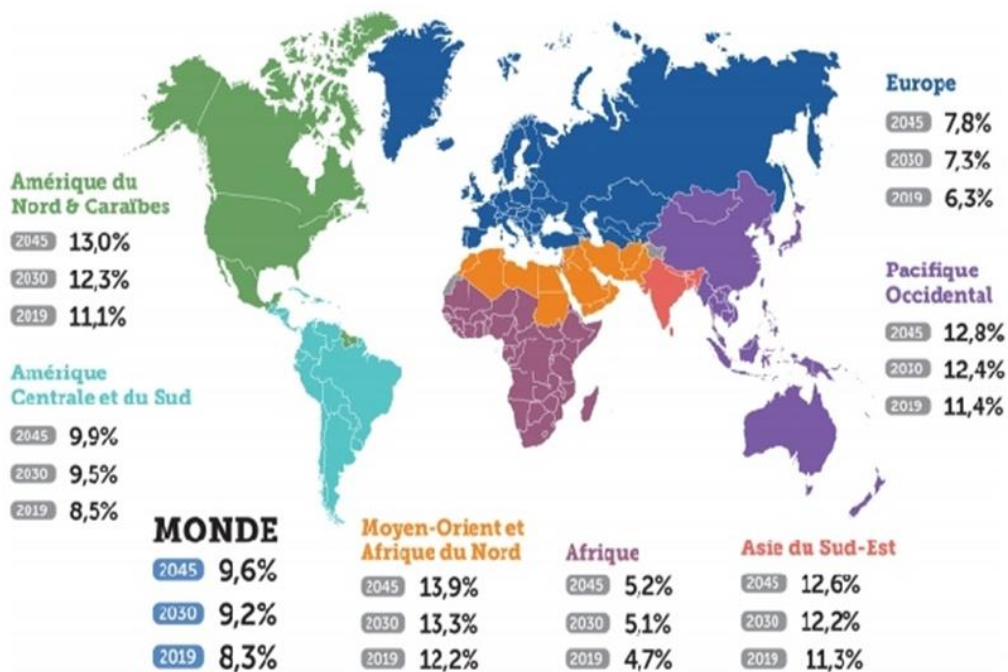 Europe
2045 7,8%
2030 7,3%
2019 6,3%
Amérique du
Nord & Caraïbes
2045 13,0%
2030 12,3%
2019 11,1%
Pacifique
Occidental
2045 12,8%
2030 12,4%
2019 11,4%
Amérique
Centrale et du Sud
2045 9,9%
2030 9,5%
2019 8,5%
MONDE
2045 9,6%
2030 9,2%
2019 8,3%
Moyen-Orient et
Afrique du Nord
2045 13,9%
2030 13,3%
2019 12,2%
Afrique
2045 5,2%
2030 5,1%
2019 4,7%
Asie du Sud-Est
2045 12,6%
2030 12,2%
2019 11,3%